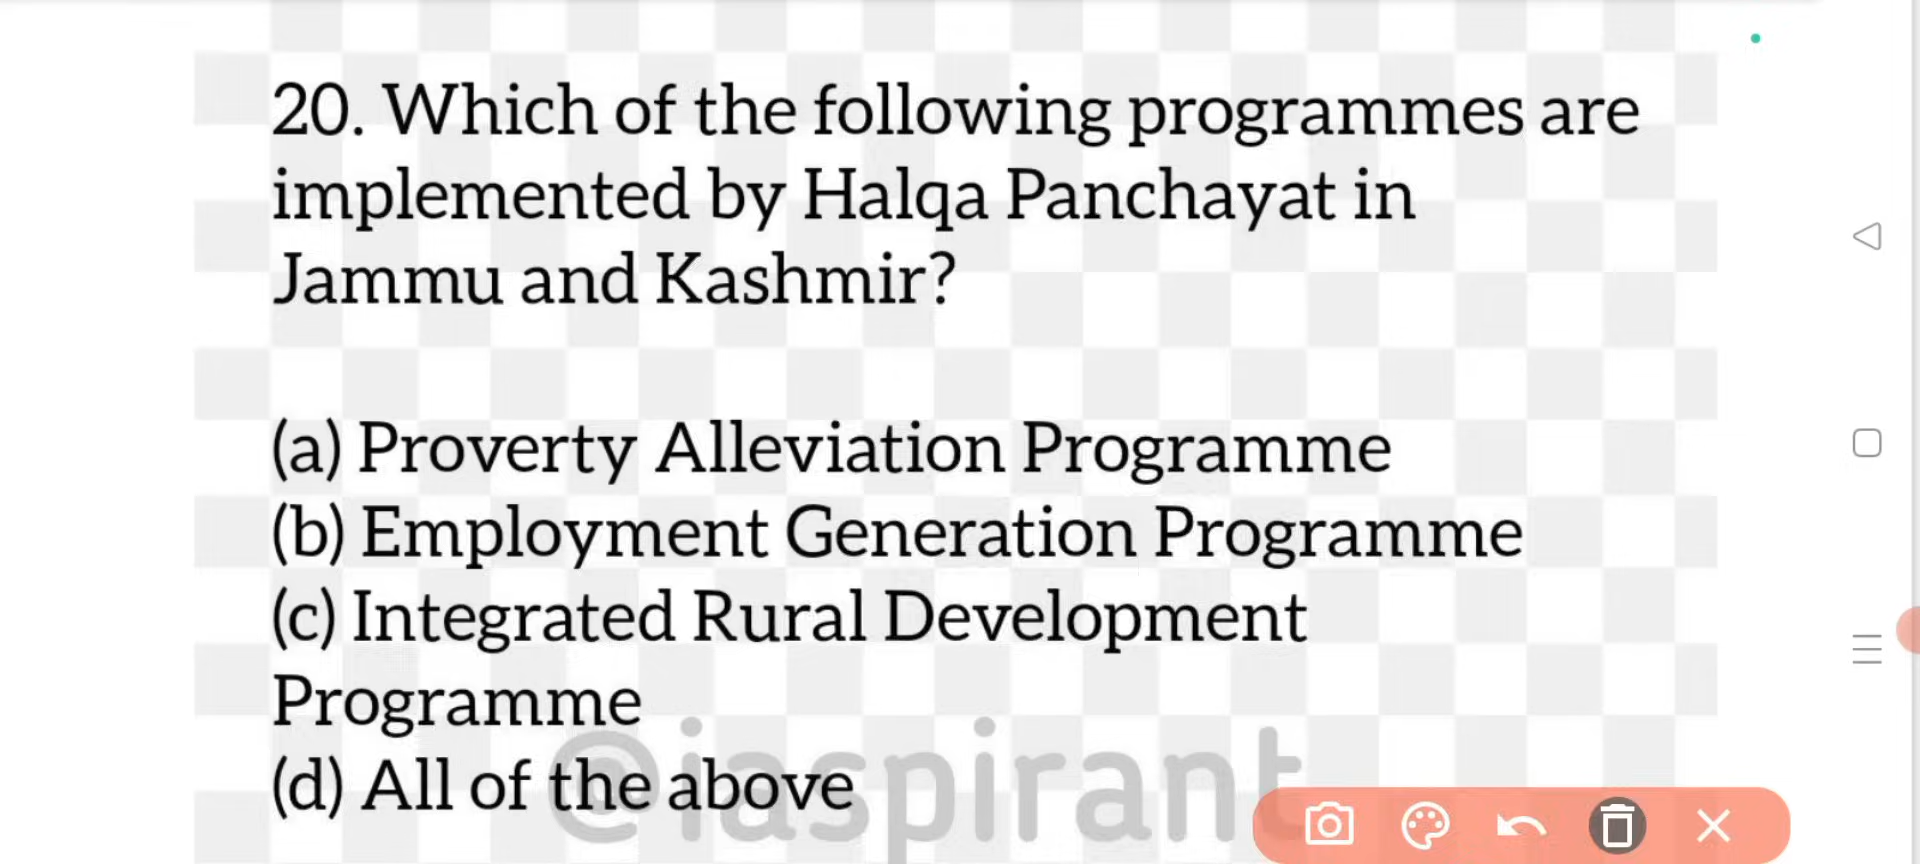 20. Which of the following programmes are
implemented by Halqa Panchayat in
Jammu and Kashmir?
(a) Proverty Alleviation Programme
(b) Employment Generation Programme
(c) Integrated Rural Development
Programme
(d) All of the above
@iaspirant